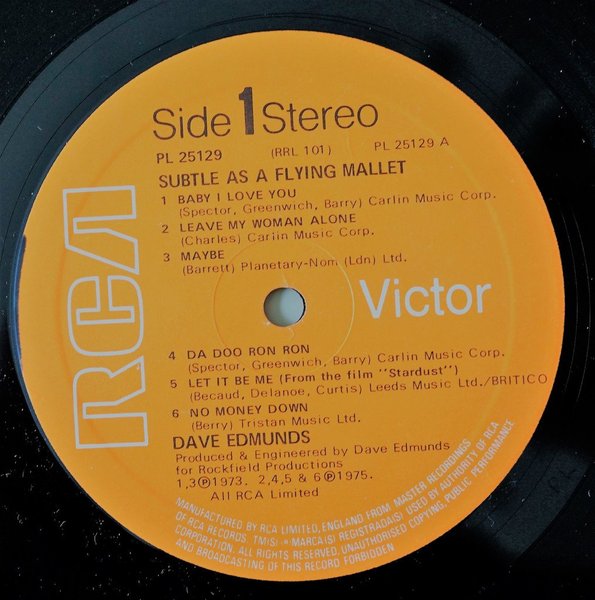 Side 1 Stereo
PL 25129 (RRL 101) PL 25129 A
SUBTLE AS A FLYING MALLET
1 BABY I LOVE YOU
(Spector, Greenwich, Barry) Carlin Music Corp.
2 LEAVE MY WOMAN ALONE
(Charles) Carlin Music Corp.
3 MAYBE
(Barrett) Planetary-Nom (Ldn) Ltd.
RCA
Victor
4 DA DOO RON RON
(Spector, Greenwich, Barry) Carlin Music Corp.
5 LET IT BE ME (From the film "Stardust")
(Becaud, Delanoe, Curtis) Leeds Music Ltd./BRITICO
6 NO MONEY DOWN
(Berry) Tristan Music Ltd.
DAVE EDMUNDS
Produced & Engineered by Dave Edmunds
for Rockfield Productions
1,3℗1973. 2,4,5 & 6℗1975.
All RCA Limited
MANUFACTURED BY RCA LIMITED, ENGLAND FROM MASTER RECORDINGS
OF RCA RECORDS. TM(S)-®-MARCA(S) REGISTRADA(S) USED BY AUTHORITY OF RCA
CORPORATION. ALL RIGHTS RESERVED. UNAUTHORISED COPYING, PUBLIC PERFORMANCE
AND BROADCASTING OF THIS RECORD FORBIDDEN